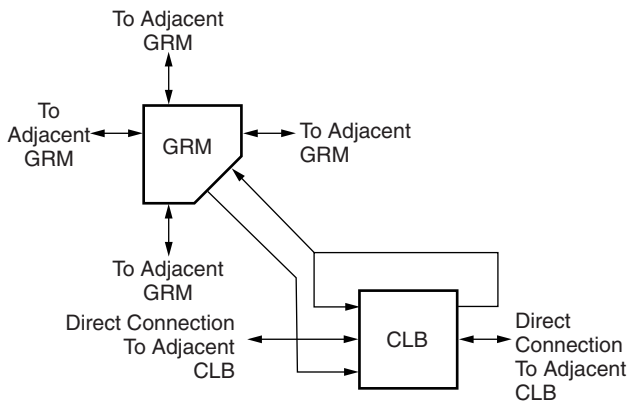 To Adjacent
GRM
To
Adjacent
GRM
GRM
To Adjacent
GRM
To Adjacent
GRM
Direct Connection
To Adjacent
CLB
CLB
Direct
Connection
To Adjacent
CLB